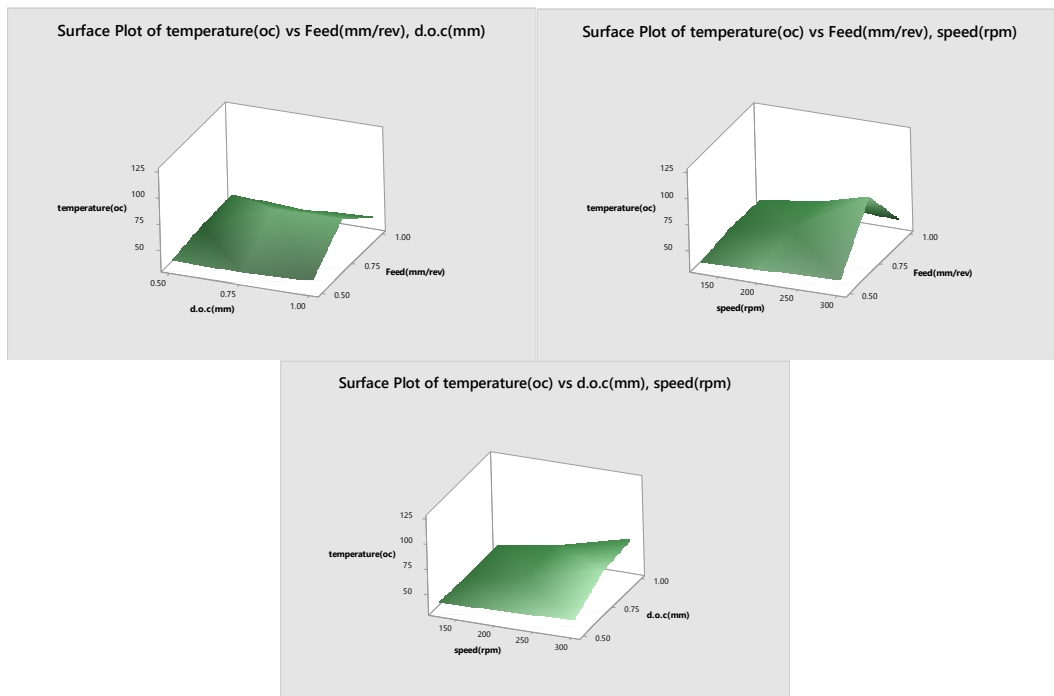 Surface Plot of temperature(oc) vs Feed(mm/rev), d.o.c(mm)
125
100
temperature(oc)
75
50
1.00
0.75
Feed(mm/rev)
0.50
0.50
0.75
1.00
d.o.c(mm)
Surface Plot of temperature(oc) vs Feed(mm/rev), speed(rpm)
125
100
temperature(oc)
75
50
1.00
0.75
Feed(mm/rev)
0.50
150
200
250
300
speed(rpm)
Surface Plot of temperature(oc) vs d.o.c(mm), speed(rpm)
125
100
temperature(oc)
75
50
1.00
0.75
d.o.c(mm)
0.50
150
200
250
300
speed(rpm)